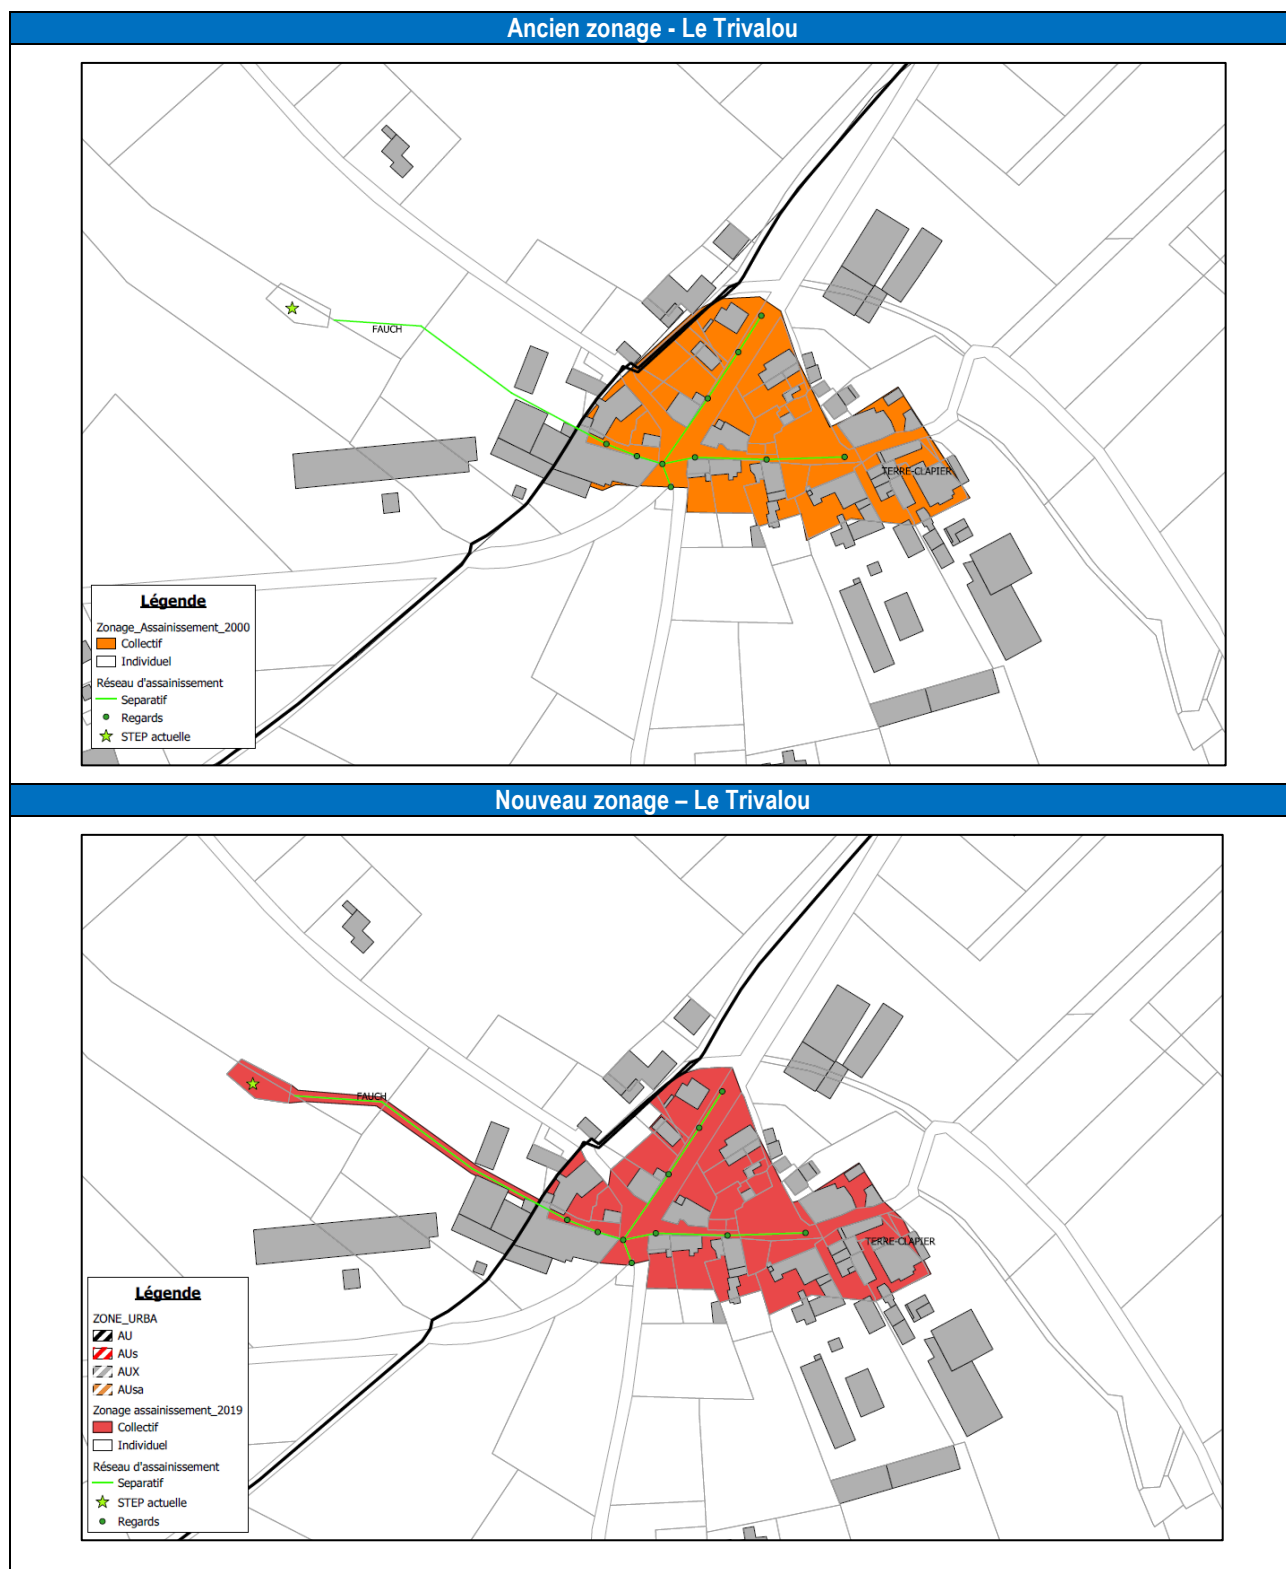 Ancien zonage - Le Trivalou
FAUCH
TERRE-CLAPIER
Légende
Zonage_Assainissement_2000
Collectif
Individuel
Réseau d'assainissement
Separatif
Regards
STEP actuelle
Nouveau zonage – Le Trivalou
FAUCH
TERRE-CLAPIER
Légende
ZONE_URBA
AU
AUs
AUX
AUsa
Zonage assainissement_2019
Collectif
Individuel
Réseau d'assainissement
Separatif
STEP actuelle
Regards